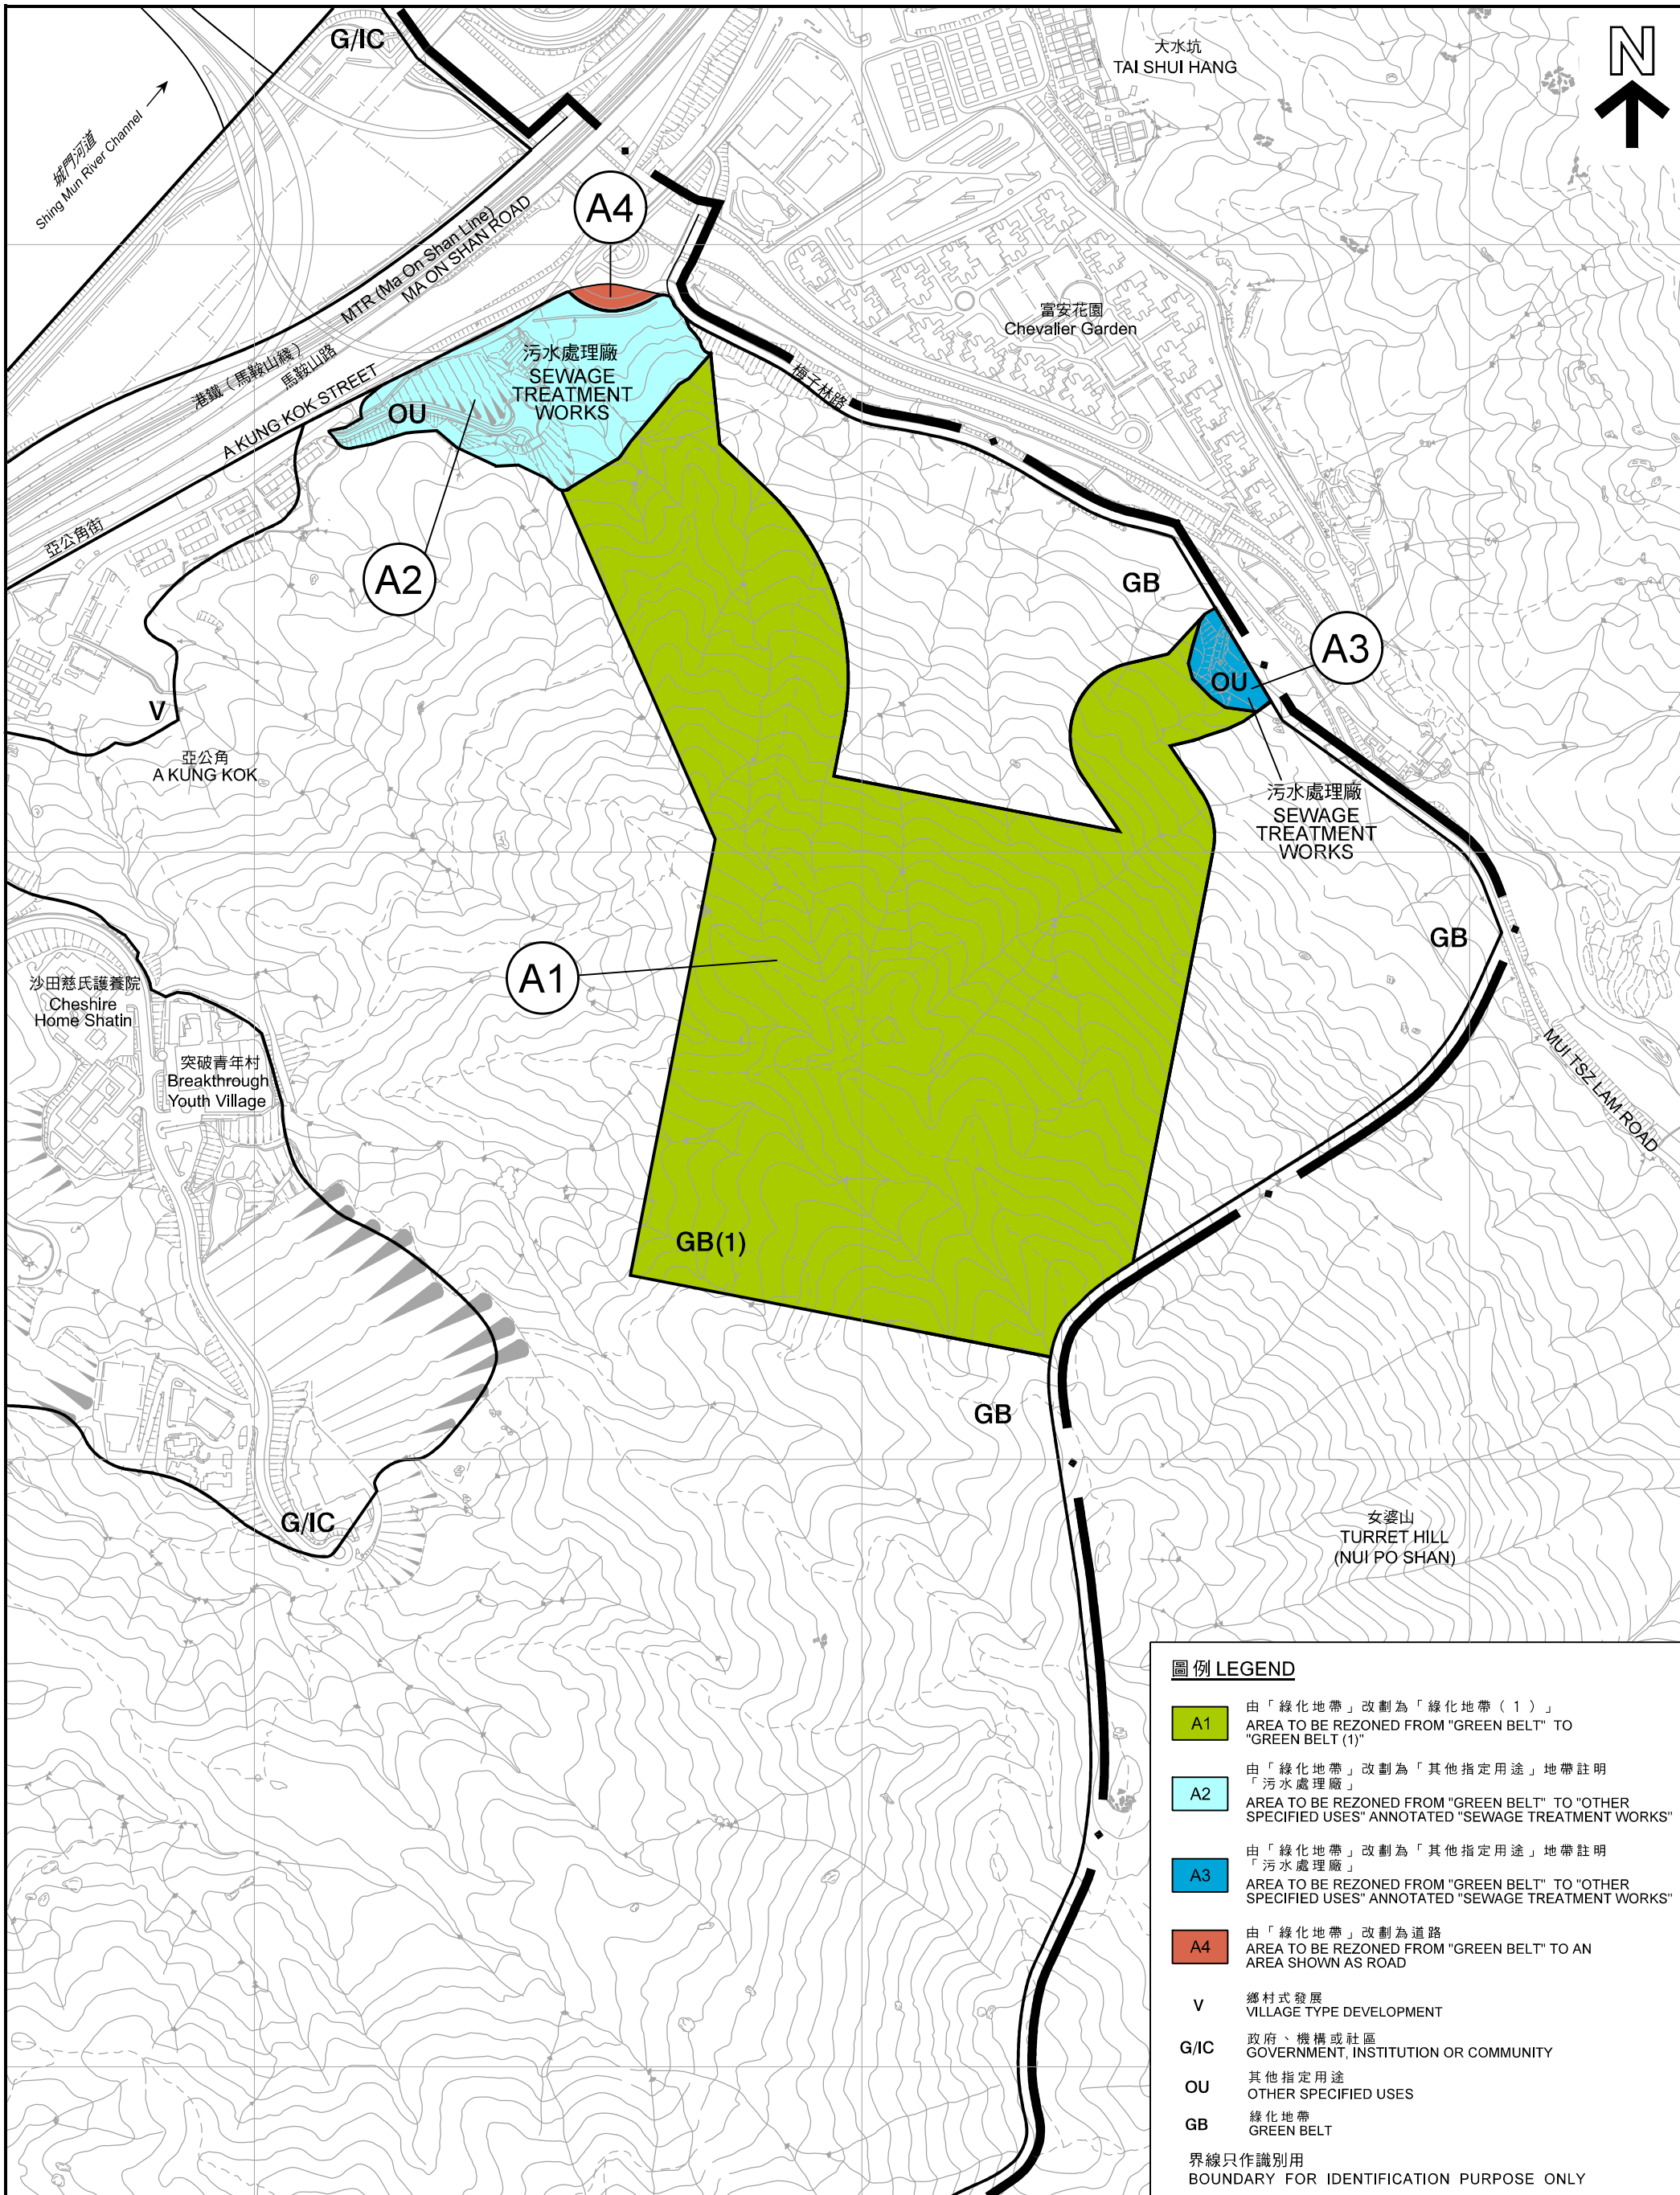 G/IC
大水坑
TAI SHUI HANG
N
城門河道
Shing Mun River Channel
A4
MTR (Ma On Shan Line)
MA ON SHAN ROAD
港鐵（馬鞍山綫）
馬鞍山路
富安花園
Chevalier Garden
污水處理廠
SEWAGE
TREATMENT
WORKS
梅子林路
OU
A KUNG KOK STREET
亞公角街
A2
GB
A3
OU
V
亞公角
A KUNG KOK
污水處理廠
SEWAGE
TREATMENT
WORKS
GB
A1
沙田慈氏護養院
Cheshire
Home Shatin
突破青年村
Breakthrough
Youth Village
MUI TSZ LAM ROAD
GB(1)
GB
G/IC
女婆山
TURRET HILL
(NUI PO SHAN)
圖例 LEGEND
A1
由「綠化地帶」改劃為「綠化地帶（1）」
AREA TO BE REZONED FROM "GREEN BELT" TO
"GREEN BELT (1)"
A2
由「綠化地帶」改劃為「其他指定用途」地帶註明
「污水處理廠」
AREA TO BE REZONED FROM "GREEN BELT" TO "OTHER
SPECIFIED USES" ANNOTATED "SEWAGE TREATMENT WORKS"
A3
由「綠化地帶」改劃為「其他指定用途」地帶註明
「污水處理廠」
AREA TO BE REZONED FROM "GREEN BELT" TO "OTHER
SPECIFIED USES" ANNOTATED "SEWAGE TREATMENT WORKS"
A4
由「綠化地帶」改劃為道路
AREA TO BE REZONED FROM "GREEN BELT" TO AN
AREA SHOWN AS ROAD
V
鄉村式發展
VILLAGE TYPE DEVELOPMENT
G/IC
政府、機構或社區
GOVERNMENT, INSTITUTION OR COMMUNITY
OU
其他指定用途
OTHER SPECIFIED USES
GB
綠化地帶
GREEN BELT
界線只作識別用
BOUNDARY FOR IDENTIFICATION PURPOSE ONLY